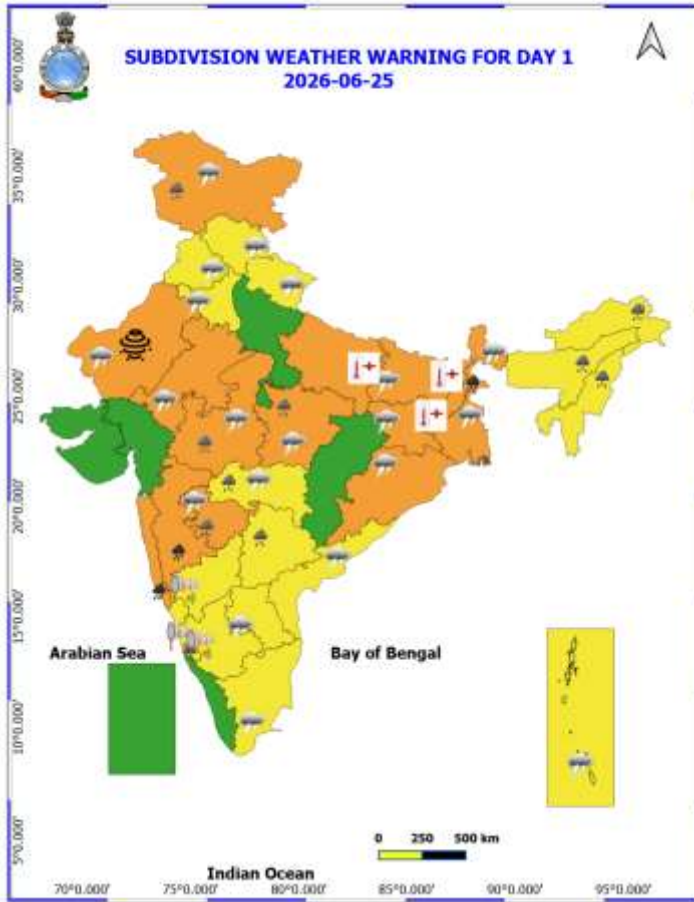 SUBDIVISION WEATHER WARNING FOR DAY 1
2026-06-25
40°0.000'
35°0.000'
30°0.000'
25°0.000'
20°0.000'
15°0.000'
10°0.000'
5°0.000'
Arabian Sea
Bay of Bengal
0 250 500 km
Indian Ocean
70°0.000' 75°0.000' 80°0.000' 85°0.000' 90°0.000' 95°0.000'